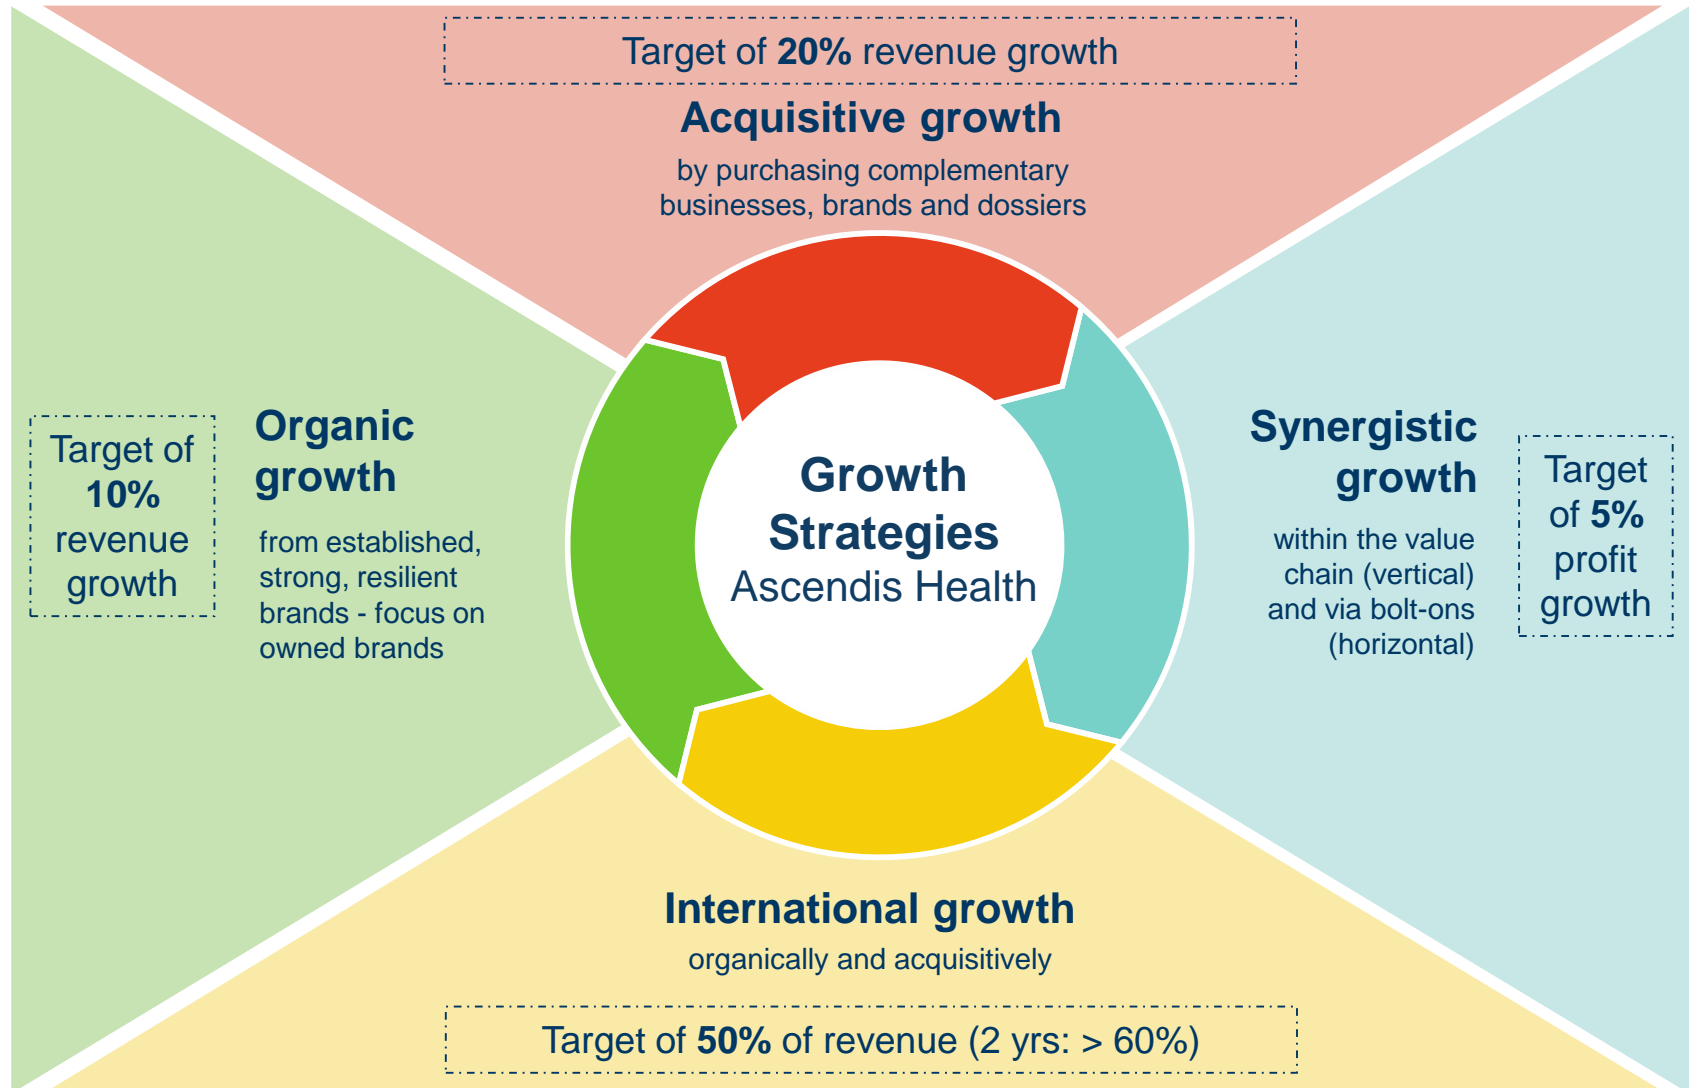 Target of 20% revenue growth
Acquisitive growth
by purchasing complementary
businesses, brands and dossiers
Target of
10%
revenue
growth
Organic
growth
from established,
strong, resilient
brands - focus on
owned brands
Growth
Strategies
Ascendis Health
Synergistic
growth
within the value
chain (vertical)
and via bolt-ons
(horizontal)
Target
of 5%
profit
growth
International growth
organically and acquisitively
Target of 50% of revenue (2 yrs: > 60%)